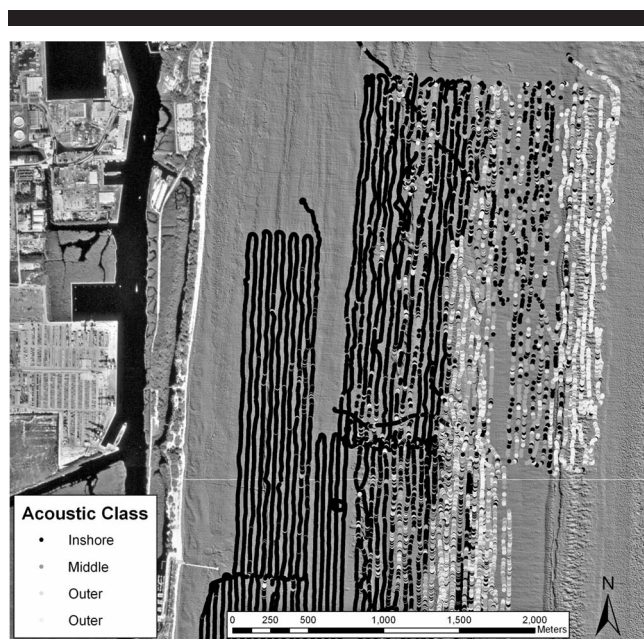 Acoustic Class
Inshore
Middle
Outer
Outer
N
0 250 500 1,000 1,500 2,000
Meters